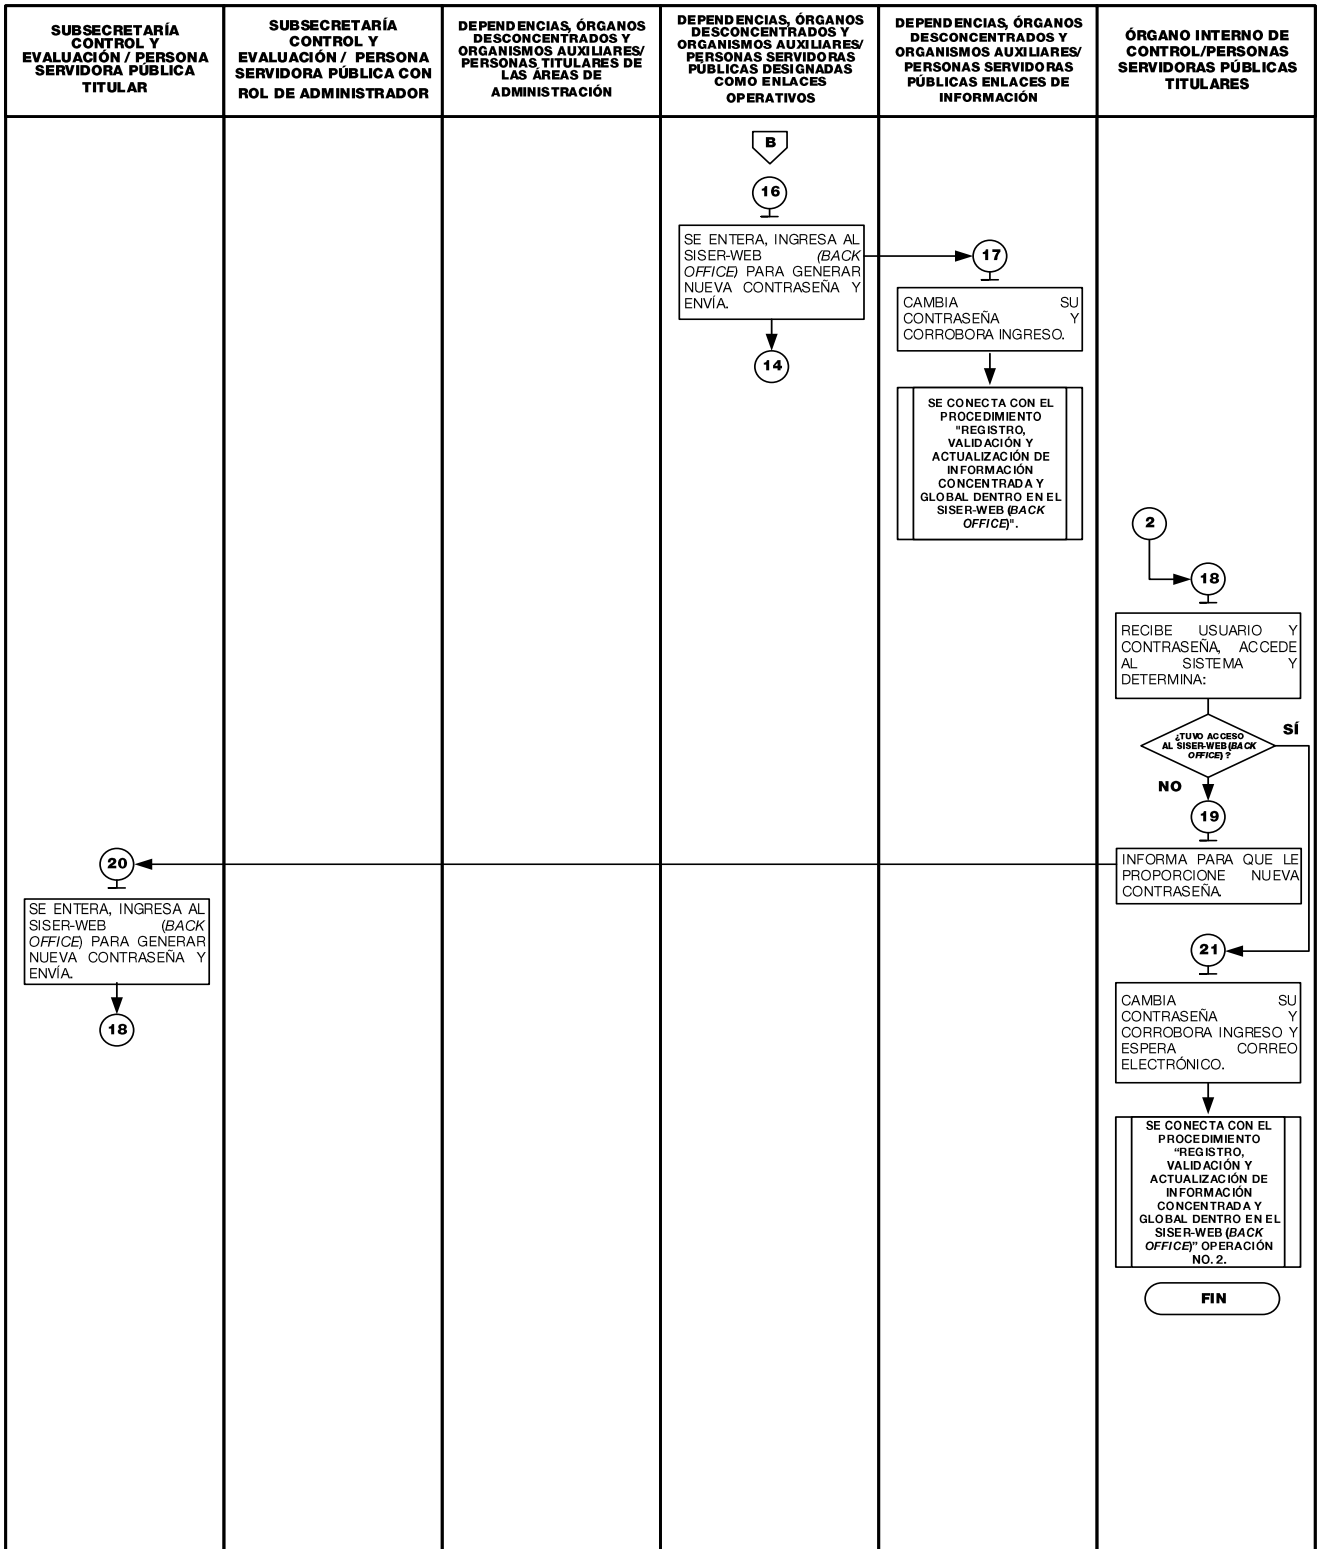 SUBSECRETARÍA
CONTROL Y
EVALUACIÓN / PERSONA
SERVIDORA PÚBLICA
TITULAR
SUBSECRETARÍA
CONTROL Y
EVALUACIÓN / PERSONA
SERVIDORA PÚBLICA CON
ROL DE ADMINISTRADOR
DEPENDENCIAS, ÓRGANOS
DESCONCENTRADOS Y
ORGANISMOS AUXILIARES/
PERSONAS TITULARES DE
LAS ÁREAS DE
ADMINISTRACIÓN
DEPENDENCIAS, ÓRGANOS
DESCONCENTRADOS Y
ORGANISMOS AUXILIARES/
PERSONAS SERVIDORAS
PÚBLICAS DESIGNADAS
COMO ENLACES
OPERATIVOS
DEPENDENCIAS, ÓRGANOS
DESCONCENTRADOS Y
ORGANISMOS AUXILIARES/
PERSONAS SERVIDORAS
PÚBLICAS ENLACES DE
INFORMACIÓN
ÓRGANO INTERNO DE
CONTROL/PERSONAS
SERVIDORAS PÚBLICAS
TITULARES
B
16
SE ENTERA, INGRESA AL
SISER-WEB (BACK
OFFICE) PARA GENERAR
NUEVA CONTRASEÑA Y
ENVÍA.
14
17
CAMBIA SU
CONTRASEÑA Y
CORROBORA INGRESO.
SE CONECTA CON EL
PROCEDIMIENTO
"REGISTRO,
VALIDACIÓN Y
ACTUALIZACIÓN DE
INFORMACIÓN
CONCENTRADA Y
GLOBAL DENTRO EN EL
SISER-WEB (BACK
OFFICE)".
2
18
RECIBE USUARIO Y
CONTRASEÑA, ACCEDE
AL SISTEMA Y
DETERMINA:
¿TUVO ACCESO
AL SISER-WEB (BACK
OFFICE) ?
SÍ
NO
19
INFORMA PARA QUE LE
PROPORCIONE NUEVA
CONTRASEÑA.
20
SE ENTERA, INGRESA AL
SISER-WEB (BACK
OFFICE) PARA GENERAR
NUEVA CONTRASEÑA Y
ENVÍA.
18
21
CAMBIA SU
CONTRASEÑA Y
CORROBORA INGRESO Y
ESPERA CORREO
ELECTRÓNICO.
SE CONECTA CON EL
PROCEDIMIENTO
“REGISTRO,
VALIDACIÓN Y
ACTUALIZACIÓN DE
INFORMACIÓN
CONCENTRADA Y
GLOBAL DENTRO EN EL
SISER-WEB (BACK
OFFICE)” OPERACIÓN
NO. 2.
FIN